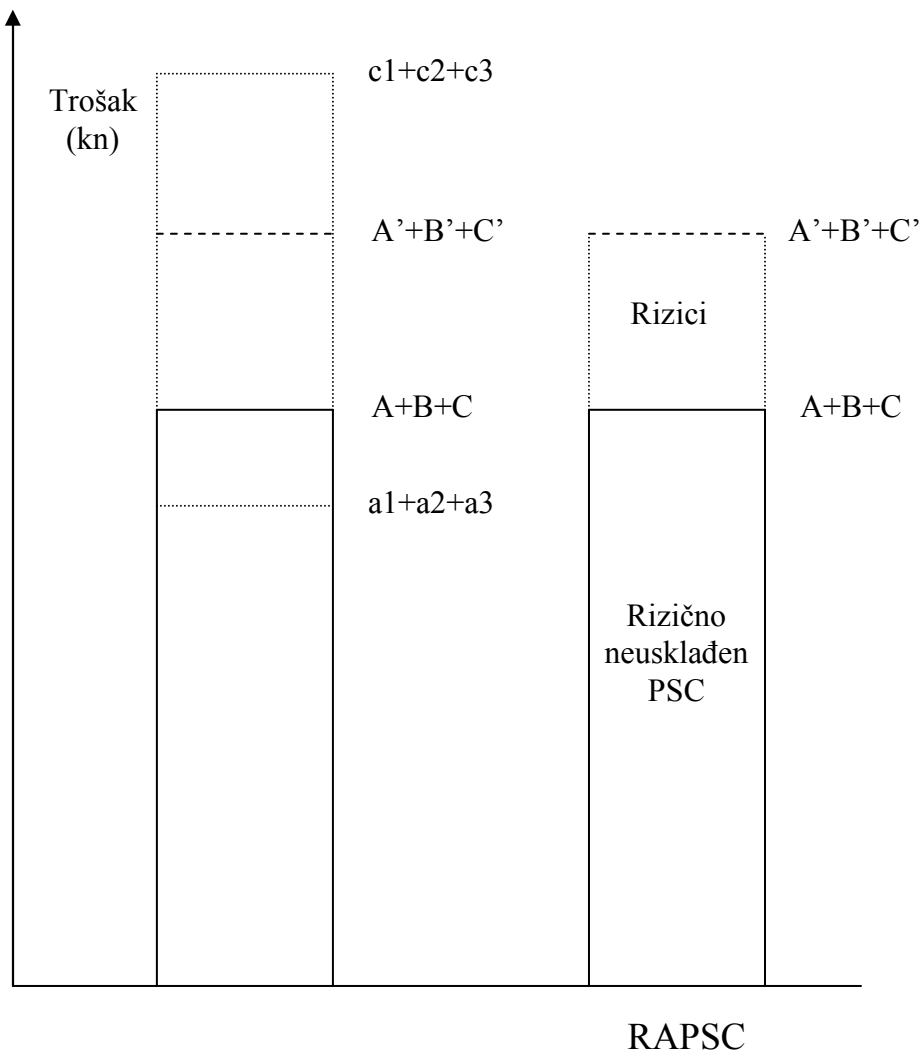 c1+c2+c3
Trošak
(kn)
A’+B’+C’
A’+B’+C’
Rizici
A+B+C
A+B+C
a1+a2+a3
Rizično
neusklađen
PSC
RAPSC